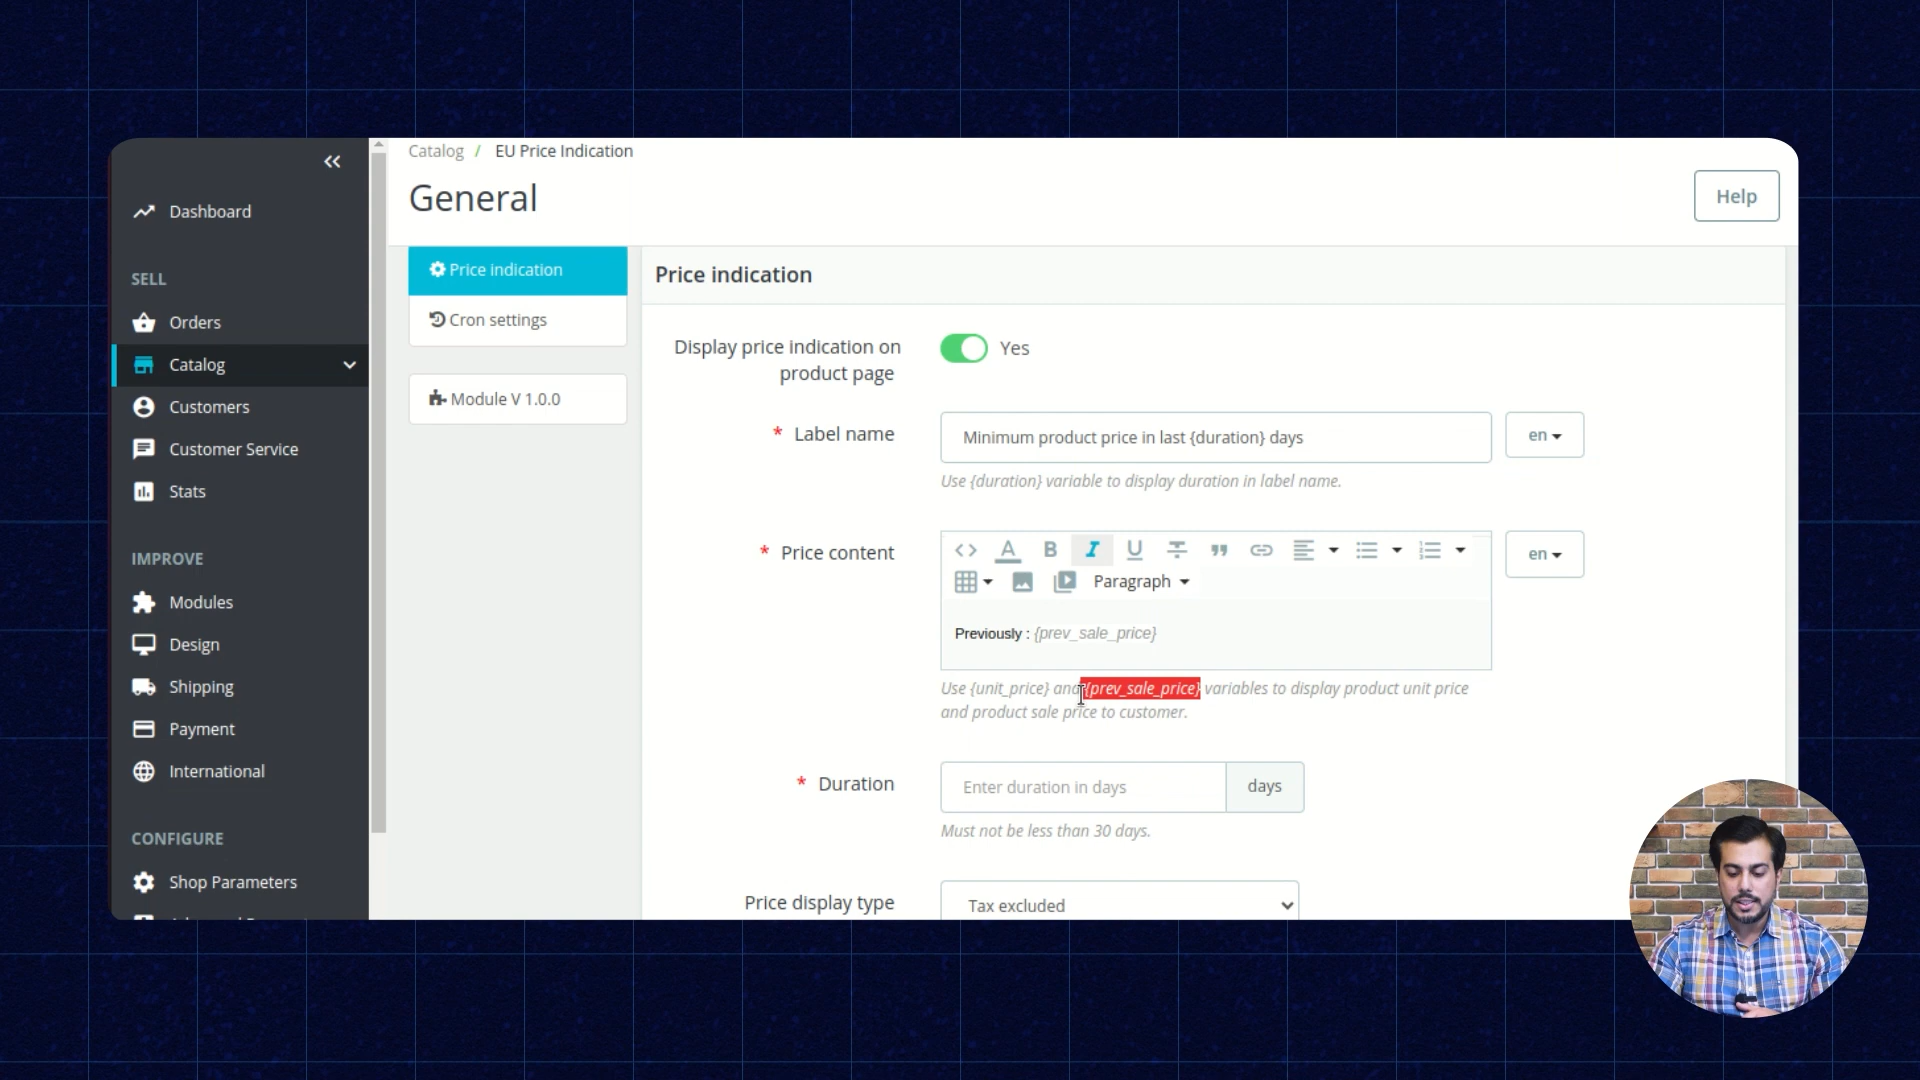 Catalog / EU Price Indication
General
Help
Dashboard
SELL
Orders
Catalog
Customers
Customer Service
Stats
IMPROVE
Modules
Design
Shipping
Payment
International
CONFIGURE
Shop Parameters
Price indication
Cron settings
Module V 1.0.0
Price indication
Display price indication on
product page
Yes
* Label name
Minimum product price in last {duration} days
en
Use {duration} variable to display duration in label name.
* Price content
A B I U
Paragraph
en
Previously : {prev_sale_price}
Use {unit_price} and {prev_sale_price} variables to display product unit price
and product sale price to customer.
* Duration
Enter duration in days
days
Must not be less than 30 days.
Price display type
Tax excluded